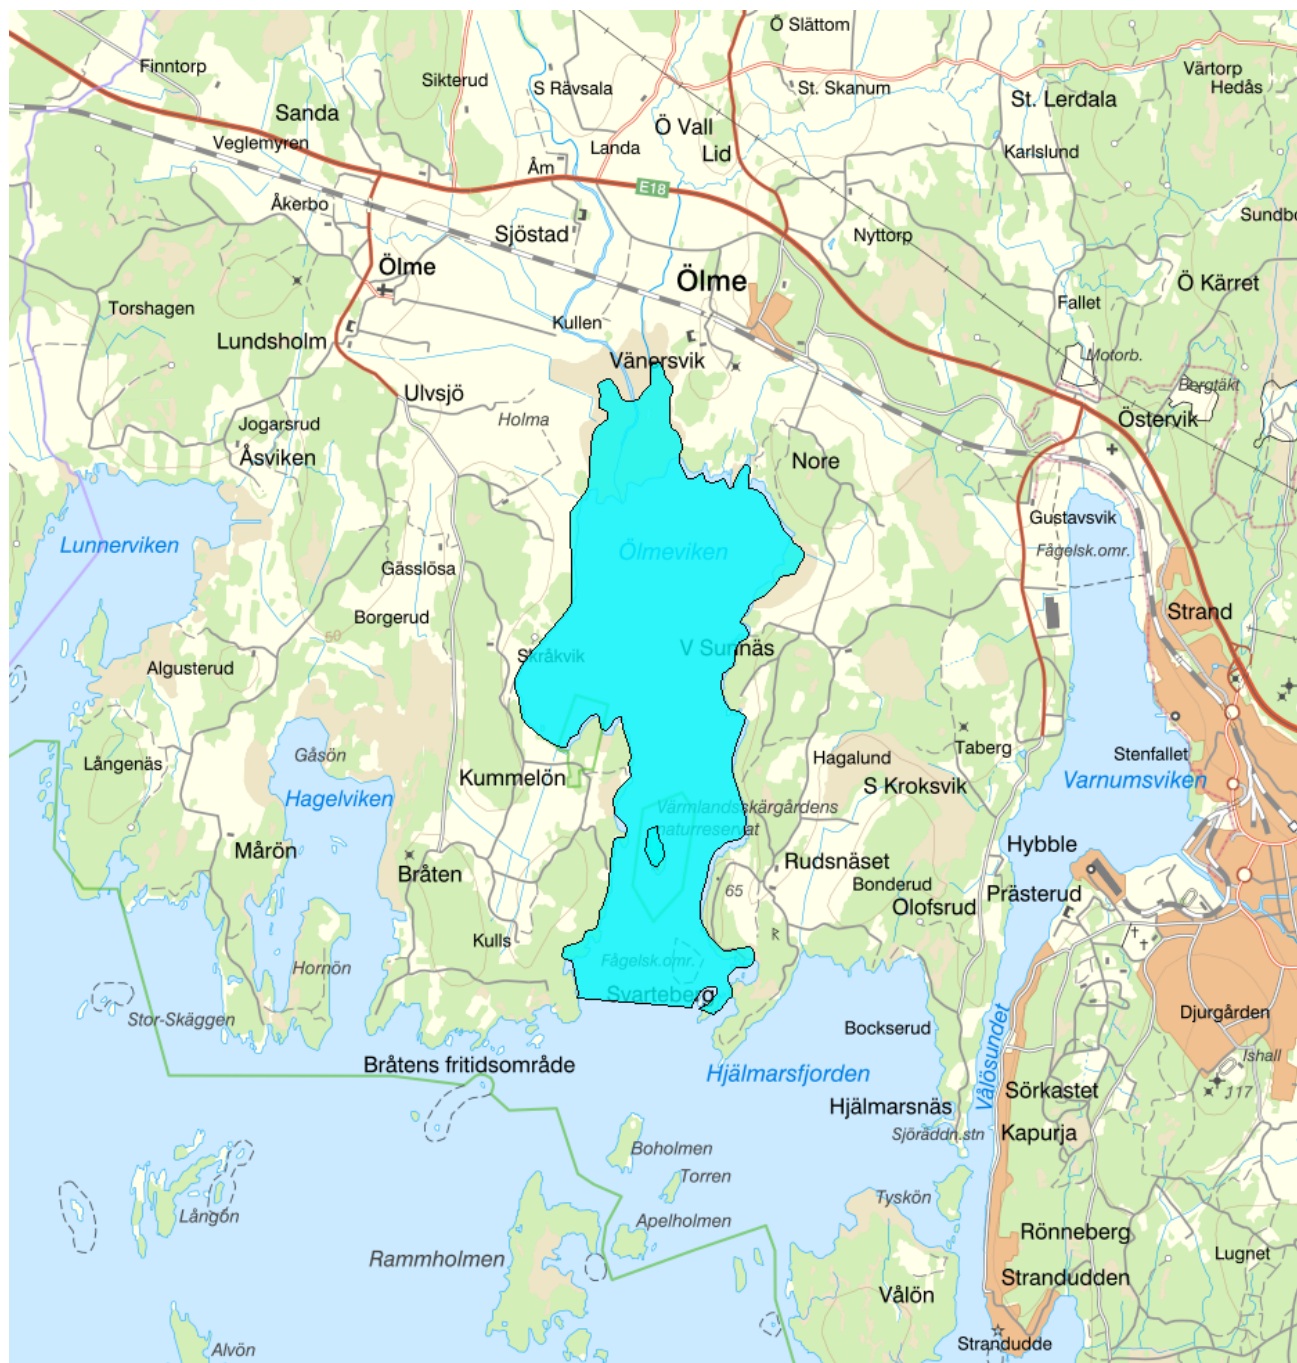 Ö Slättom
Finntorp
Värtorp
Sikterud
S Rävsala
St. Skanum
Hedås
Sanda
St. Lerdala
Ö Vall
Veglemyren
Landa
Lid
Karlslund
Åm
E18
Åkerbo
Sundbo
Sjöstad
Nyttorp
Ölme
Ölme
Ö Kärret
Torshagen
Fallet
Kullen
Lundsholm
Vänersvik
Motorb.
Bergtäkt
Ulvsjö
Holma
Östervik
Jogarsrud
Åsviken
Nore
Gustavsvik
Lunnerviken
Ölmeviken
Fågelsk.omr.
Gässlösa
Borgerud
Strand
60
V Sunnäs
Skråkvik
Algusterud
Gåsön
Taberg
Stenfallet
Långenäs
Hagalund
Kummelön
S Kroksvik
Varnumsviken
Hagelviken
Värmlandsskärgårdens
naturreservat
Hybble
Mårön
Rudsnäset
Bråten
Bonderud
65
Prästerud
Olofsrud
R
Kulls
Fågelsk.omr.
Hornön
Svarteberg
Stor-Skäggen
Djurgården
Bockserud
Vålösundet
Ishall
Bråtens fritidsområde
Hjälmarsfjorden
Sörkastet
117
Hjälmarsnäs
Sjöräddn.stn
Kapurja
Boholmen
Torren
Tyskön
Långön
Apelholmen
Rönneberg
Rammholmen
Lugnet
Strandudden
Vålön
Strandudde
Alvön